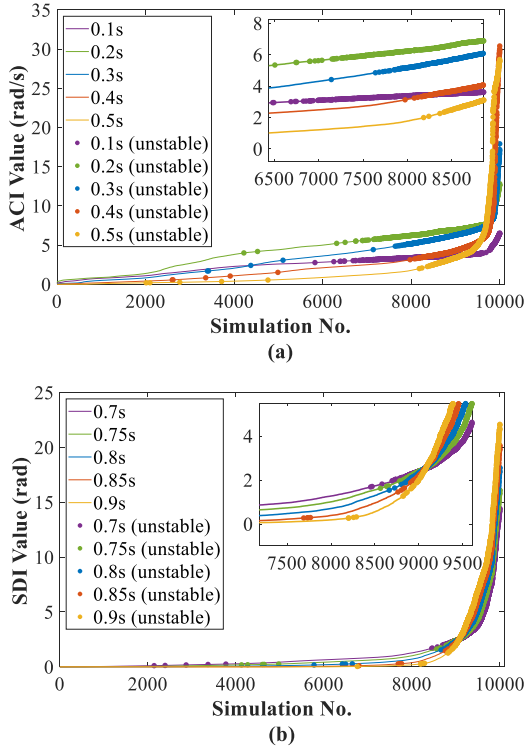 35
30
25
20
15
10
5
0
ACI Value (rad/s)
0.1s
0.2s
0.3s
0.4s
0.5s
0.1s (unstable)
0.2s (unstable)
0.3s (unstable)
0.4s (unstable)
0.5s (unstable)
8
6
4
2
0
6500 7000 7500 8000 8500
0 2000 4000 6000 8000 10000
Simulation No.
(a)
25
20
15
10
5
0
SDI Value (rad)
0.7s
0.75s
0.8s
0.85s
0.9s
0.7s (unstable)
0.75s (unstable)
0.8s (unstable)
0.85s (unstable)
0.9s (unstable)
4
2
0
7500 8000 8500 9000 9500
0 2000 4000 6000 8000 10000
Simulation No.
(b)